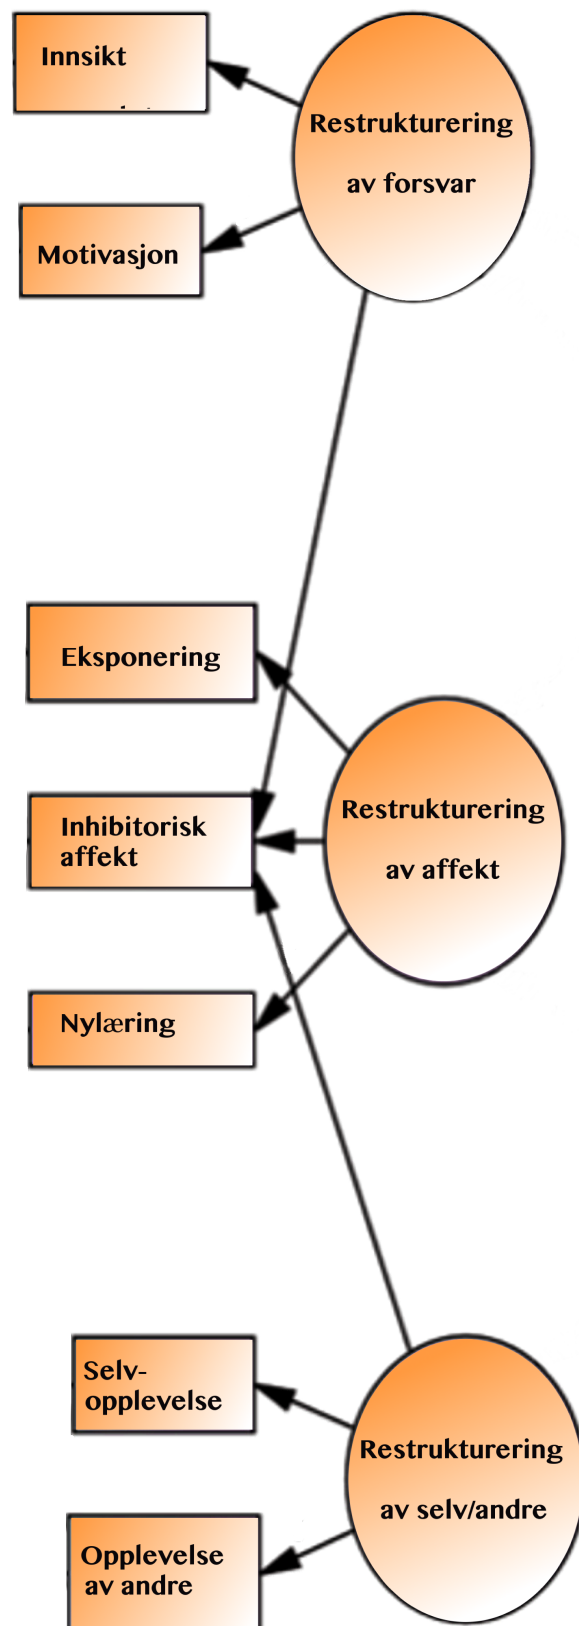 Innsikt
Restrukturering
av forsvar
Motivasjon
Eksponering
Inhibitorisk
affekt
Restrukturering
av affekt
Nylæring
Selv-
opplevelse
Restrukturering
av selv/andre
Opplevelse
av andre